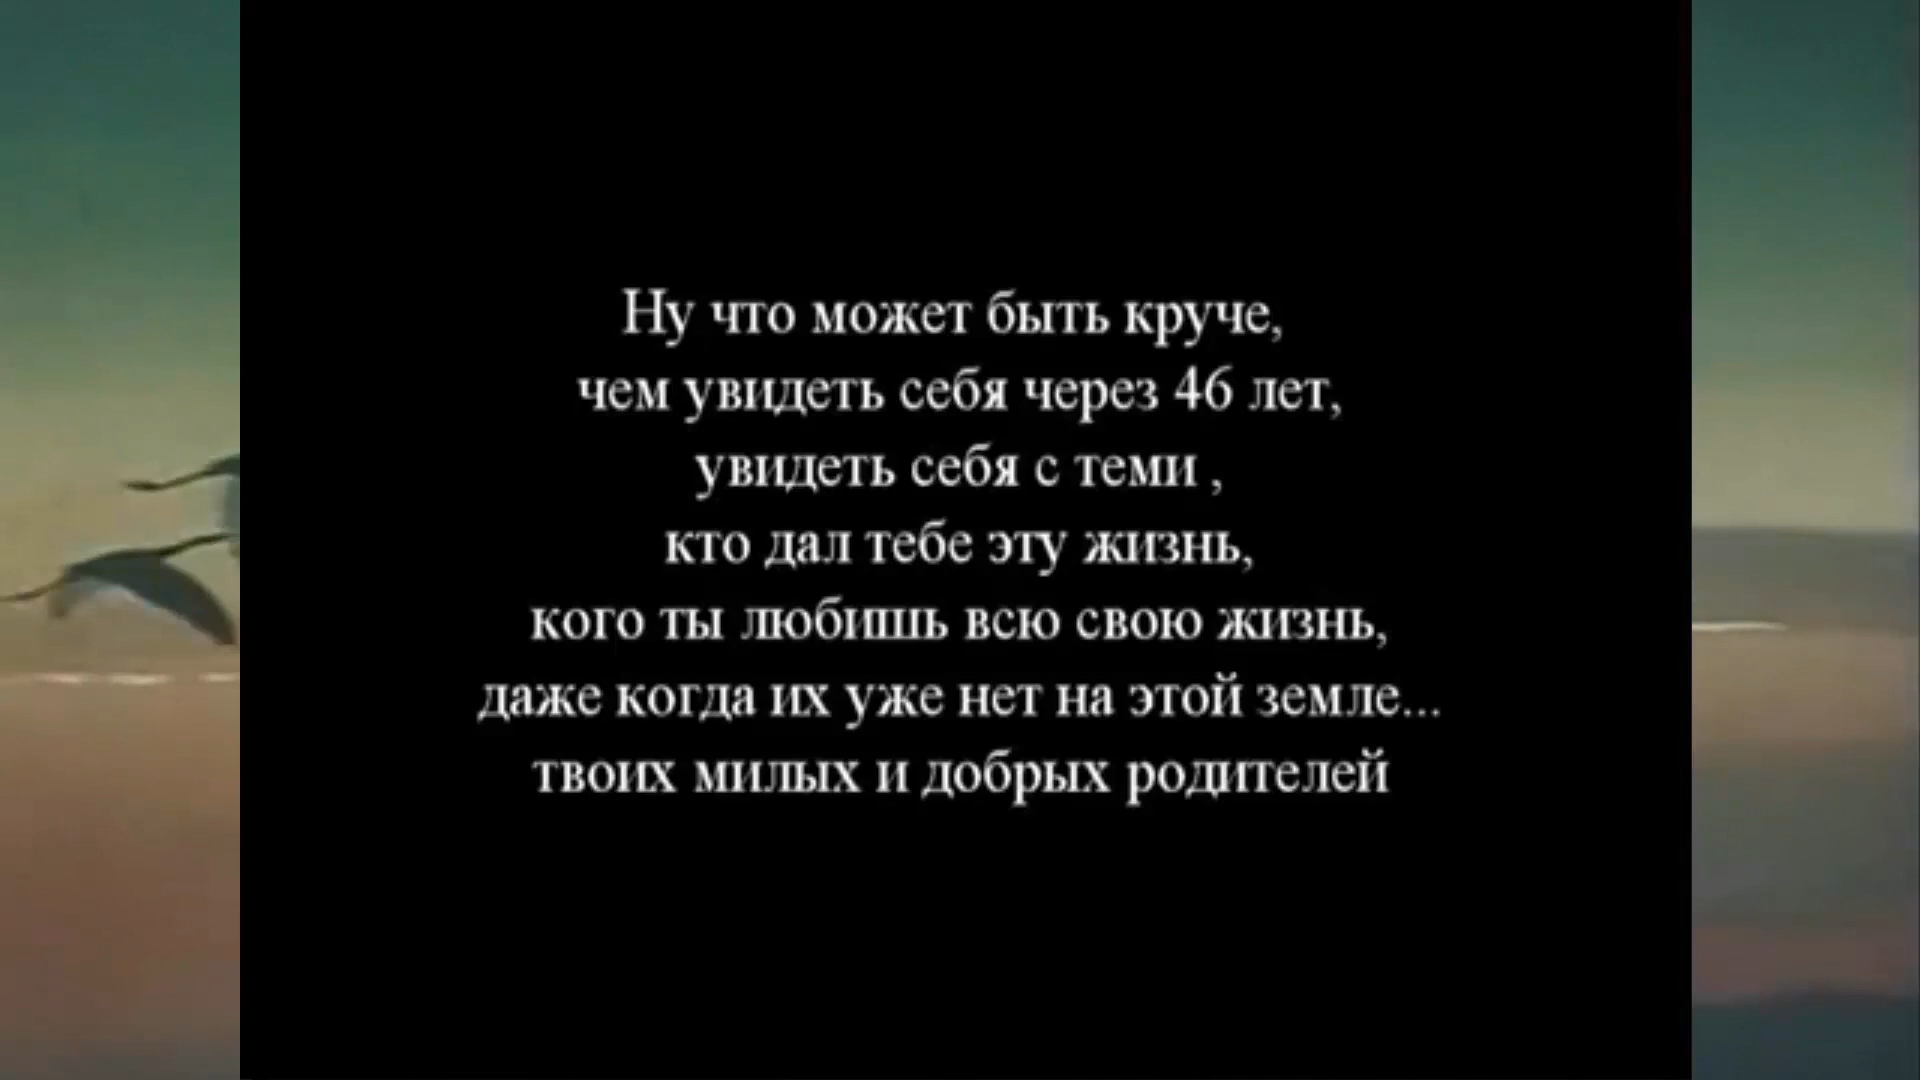 Ну что может быть круче,
чем увидеть себя через 46 лет,
увидеть себя с теми ,
кто дал тебе эту жизнь,
кого ты любишь всю свою жизнь,
даже когда их уже нет на этой земле...
твоих милых и добрых родителей